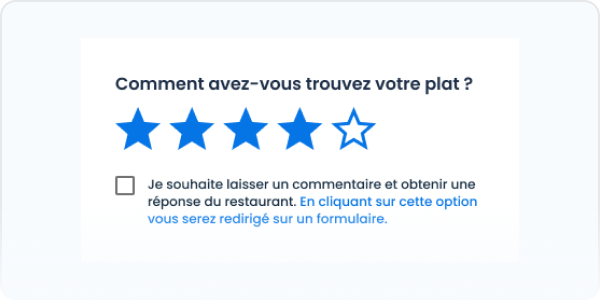 Comment avez-vous trouvez votre plat ?
Je souhaite laisser un commentaire et obtenir une
réponse du restaurant. En cliquant sur cette option
vous serez redirigé sur un formulaire.